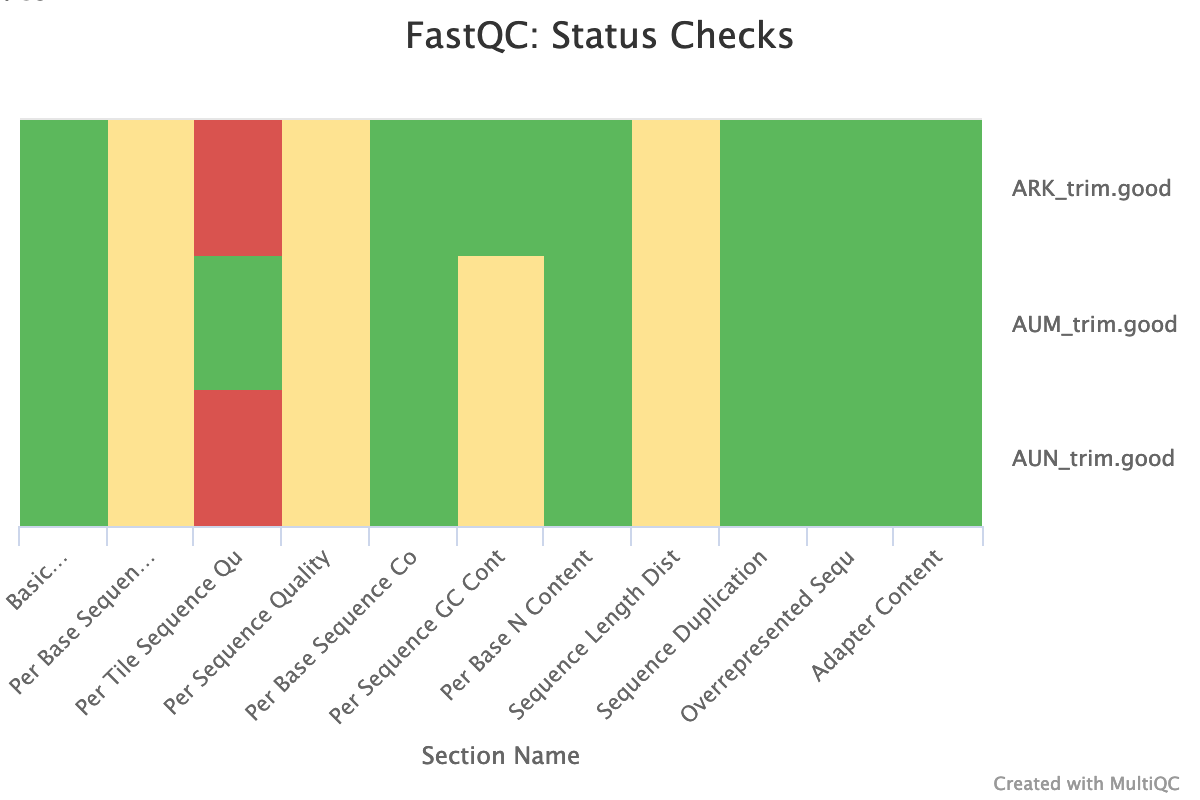 FastQC: Status Checks
ARK_trim.good
AUM_trim.good
AUN_trim.good
Basic...
Per Base Sequen...
Per Tile Sequence Qu
Per Sequence Quality
Per Base Sequence Co
Per Sequence GC Cont
Per Base N Content
Sequence Length Dist
Sequence Duplication
Overrepresented Sequ
Adapter Content
Section Name
Created with MultiQC